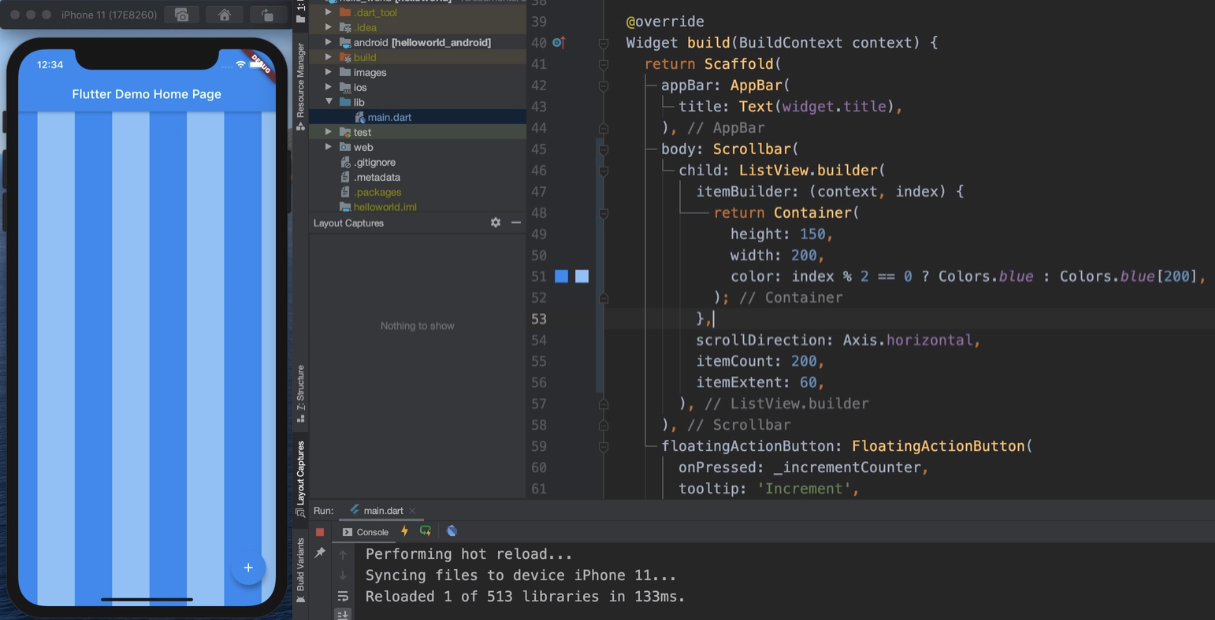 iPhone 11 (17E8260)
12:34
DEBUG
Flutter Demo Home Page
+
Resource Manager
Z: Structure
Layout Captures
Build Variants
.dart_tool
.idea
android [helloworld_android]
build
images
ios
lib
main.dart
test
web
.gitignore
.metadata
.packages
helloworld.iml
Layout Captures
Nothing to show
39 @override
40 Widget build(BuildContext context) {
41 return Scaffold(
42 appBar: AppBar(
43 title: Text(widget.title),
44 ), // AppBar
45 body: Scrollbar(
46 child: ListView.builder(
47 itemBuilder: (context, index) {
48 return Container(
49 height: 150,
50 width: 200,
51 color: index % 2 == 0 ? Colors.blue : Colors.blue[200],
52 ); // Container
53 },
54 scrollDirection: Axis.horizontal,
55 itemCount: 200,
56 itemExtent: 60,
57 ), // ListView.builder
58 ), // Scrollbar
59 floatingActionButton: FloatingActionButton(
60 onPressed: _incrementCounter,
61 tooltip: 'Increment',
Run: main.dart
Console
Performing hot reload...
Syncing files to device iPhone 11...
Reloaded 1 of 513 libraries in 133ms.